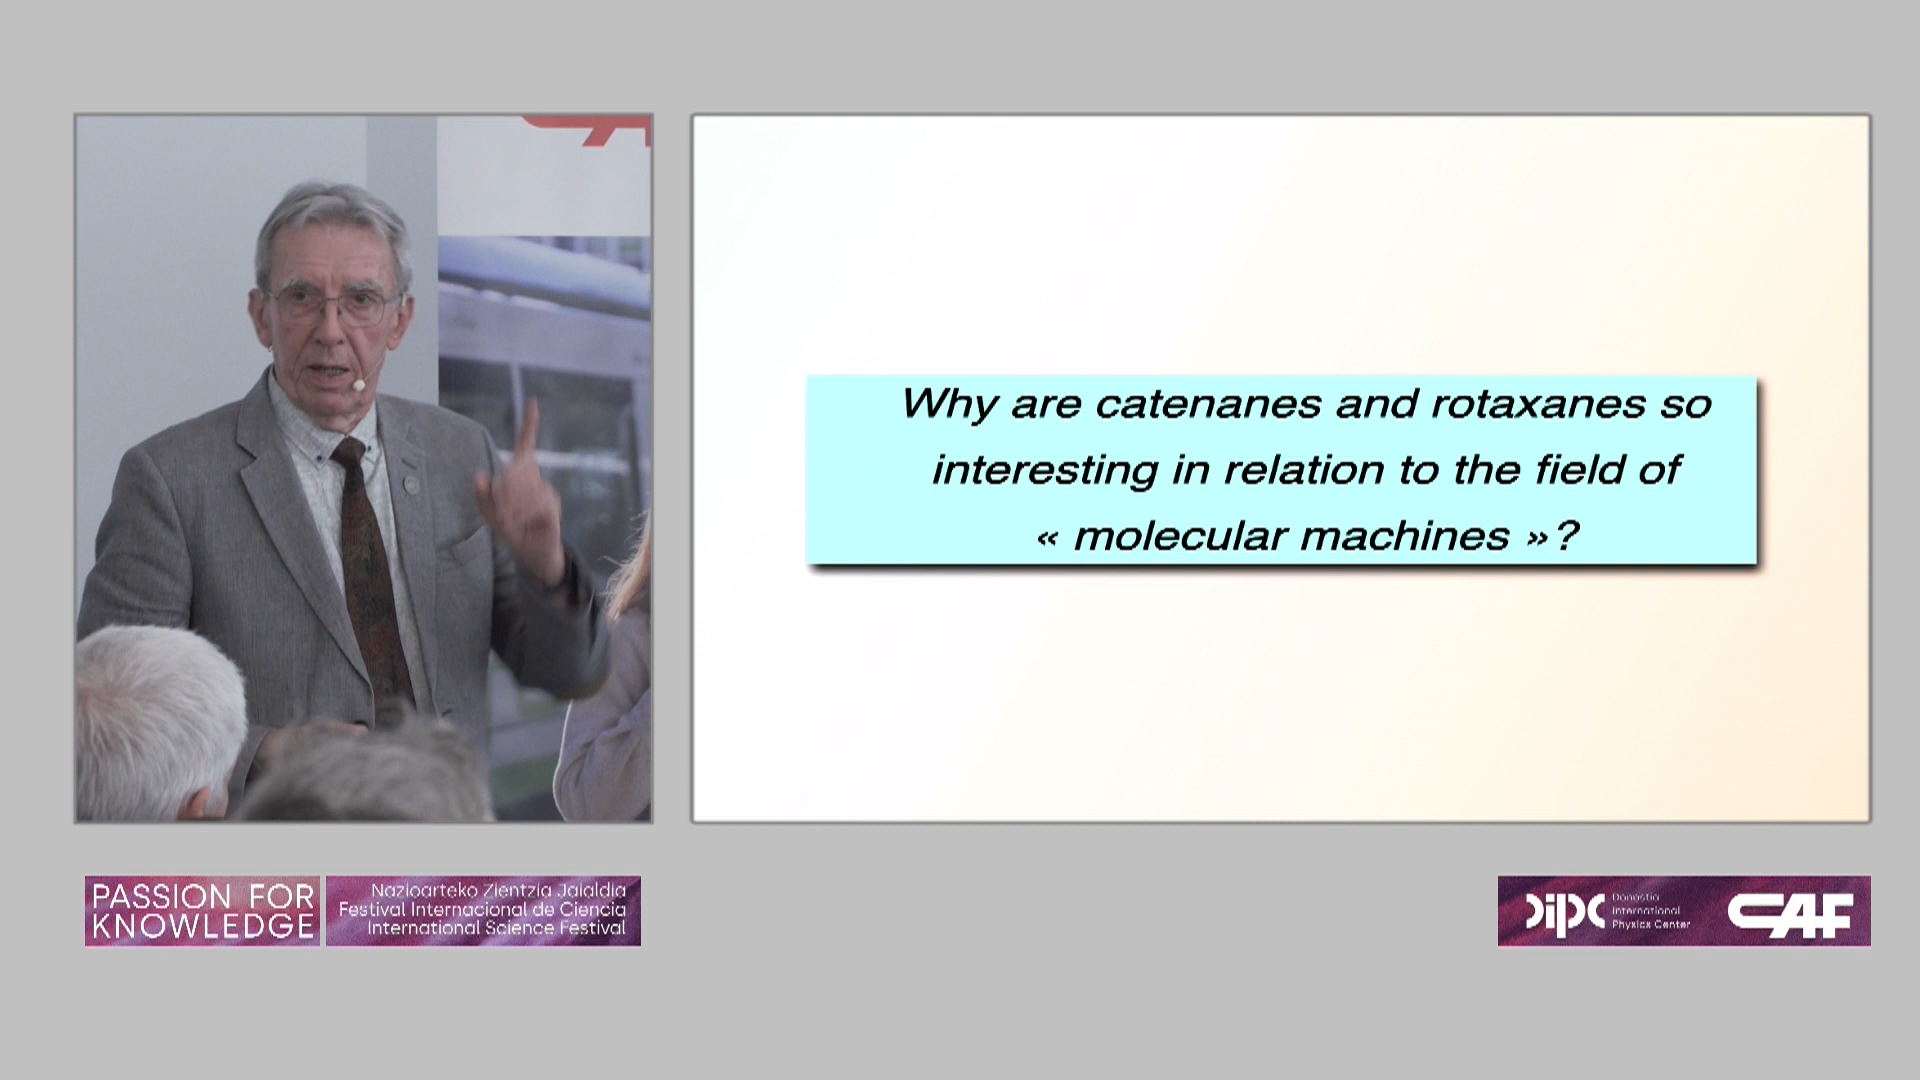 Why are catenanes and rotaxanes so
interesting in relation to the field of
« molecular machines »?
PASSION FOR
KNOWLEDGE
Nazioarteko Zientzia Jaialdia
Festival Internacional de Ciencia
International Science Festival
dipc
Donostia
International
Physics Center
CAF